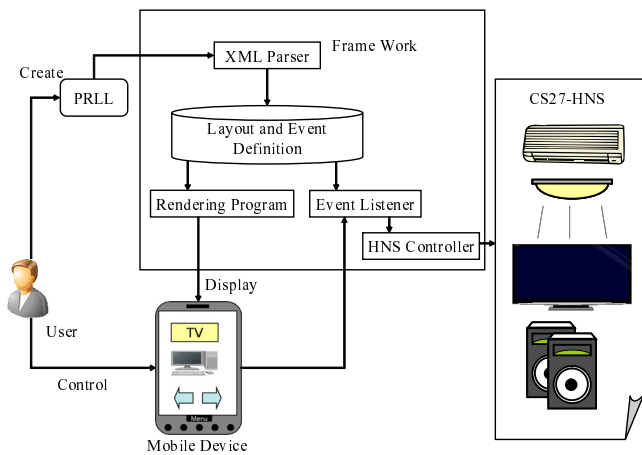 Frame Work
XML Parser
Create
PRLL
CS27-HNS
Layout and Event
Definition
Rendering Program
Event Listener
HNS Controller
Display
User
TV
Control
Menu
Mobile Device